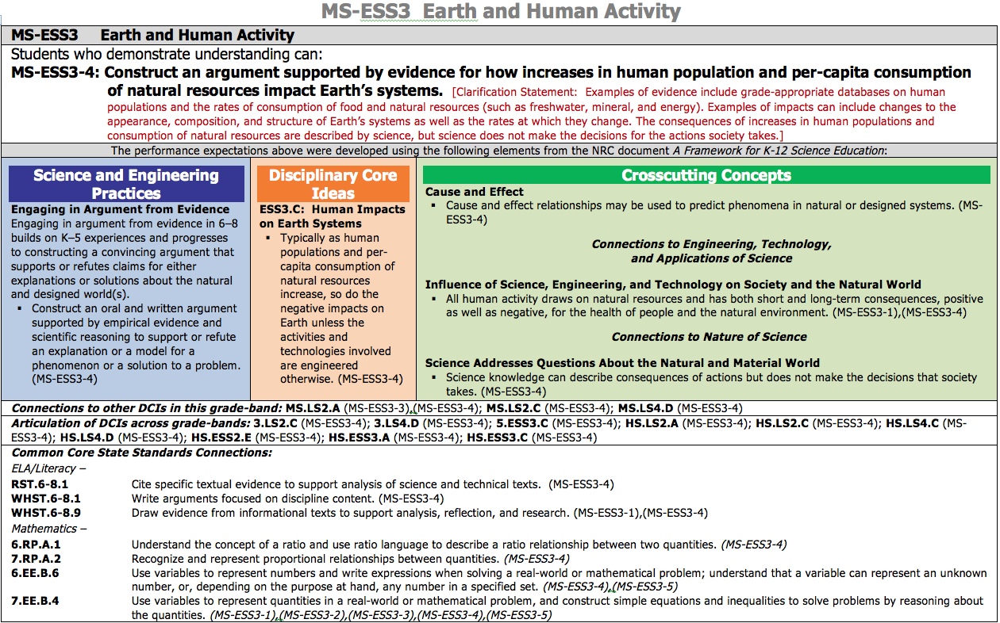 MS-ESS3 Earth and Human Activity
MS-ESS3 Earth and Human Activity
Students who demonstrate understanding can:
MS-ESS3-4: Construct an argument supported by evidence for how increases in human population and per-capita consumption
of natural resources impact Earth's systems. [Clarification Statement: Examples of evidence include grade-appropriate databases on human
populations and the rates of consumption of food and natural resources (such as freshwater, mineral, and energy). Examples of impacts can include changes to the
appearance, composition, and structure of Earth's systems as well as the rates at which they change. The consequences of increases in human populations and
consumption of natural resources are described by science, but science does not make the decisions for the actions society takes.]
The performance expectations above were developed using the following elements from the NRC document A Framework for K-12 Science Education:
Science and Engineering
Practices
Engaging in Argument from Evidence
Engaging in argument from evidence in 6–8
builds on K–5 experiences and progresses
to constructing a convincing argument that
supports or refutes claims for either
explanations or solutions about the natural
and designed world(s).
▪ Construct an oral and written argument
supported by empirical evidence and
scientific reasoning to support or refute
an explanation or a model for a
phenomenon or a solution to a problem.
(MS-ESS3-4)
Disciplinary Core
Ideas
ESS3.C: Human Impacts
on Earth Systems
▪ Typically as human
populations and per-
capita consumption of
natural resources
increase, so do the
negative impacts on
Earth unless the
activities and
technologies involved
are engineered
otherwise. (MS-ESS3-4)
Crosscutting Concepts
Cause and Effect
▪ Cause and effect relationships may be used to predict phenomena in natural or designed systems. (MS-
ESS3-4)
Connections to Engineering, Technology,
and Applications of Science
Influence of Science, Engineering, and Technology on Society and the Natural World
▪ All human activity draws on natural resources and has both short and long-term consequences, positive
as well as negative, for the health of people and the natural environment. (MS-ESS3-1),(MS-ESS3-4)
Connections to Nature of Science
Science Addresses Questions About the Natural and Material World
▪ Science knowledge can describe consequences of actions but does not make the decisions that society
takes. (MS-ESS3-4)
Connections to other DCIs in this grade-band: MS.LS2.A (MS-ESS3-3),(MS-ESS3-4); MS.LS2.C (MS-ESS3-4); MS.LS4.D (MS-ESS3-4)
Articulation of DCIs across grade-bands: 3.LS2.C (MS-ESS3-4); 3.LS4.D (MS-ESS3-4); 5.ESS3.C (MS-ESS3-4); HS.LS2.A (MS-ESS3-4); HS.LS2.C (MS-ESS3-4); HS.LS4.C (MS-
ESS3-4); HS.LS4.D (MS-ESS3-4); HS.ESS2.E (MS-ESS3-4); HS.ESS3.A (MS-ESS3-4); HS.ESS3.C (MS-ESS3-4)
Common Core State Standards Connections:
ELA/Literacy –
RST.6-8.1 Cite specific textual evidence to support analysis of science and technical texts. (MS-ESS3-4)
WHST.6-8.1 Write arguments focused on discipline content. (MS-ESS3-4)
WHST.6-8.9 Draw evidence from informational texts to support analysis, reflection, and research. (MS-ESS3-1),(MS-ESS3-4)
Mathematics –
6.RP.A.1 Understand the concept of a ratio and use ratio language to describe a ratio relationship between two quantities. (MS-ESS3-4)
7.RP.A.2 Recognize and represent proportional relationships between quantities. (MS-ESS3-4)
6.EE.B.6 Use variables to represent numbers and write expressions when solving a real-world or mathematical problem; understand that a variable can represent an unknown
number, or, depending on the purpose at hand, any number in a specified set. (MS-ESS3-4),(MS-ESS3-5)
7.EE.B.4 Use variables to represent quantities in a real-world or mathematical problem, and construct simple equations and inequalities to solve problems by reasoning about
the quantities. (MS-ESS3-1),(MS-ESS3-2),(MS-ESS3-3),(MS-ESS3-4),(MS-ESS3-5)